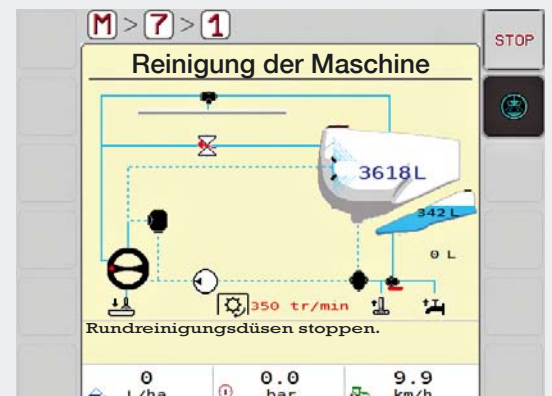 M > 7 > 1
STOP
Reinigung der Maschine
3618L
342 L
0 L
350 tr/min
Rundreinigungsdüsen stoppen.
0 0.0 9.9
L/ha bar km/h